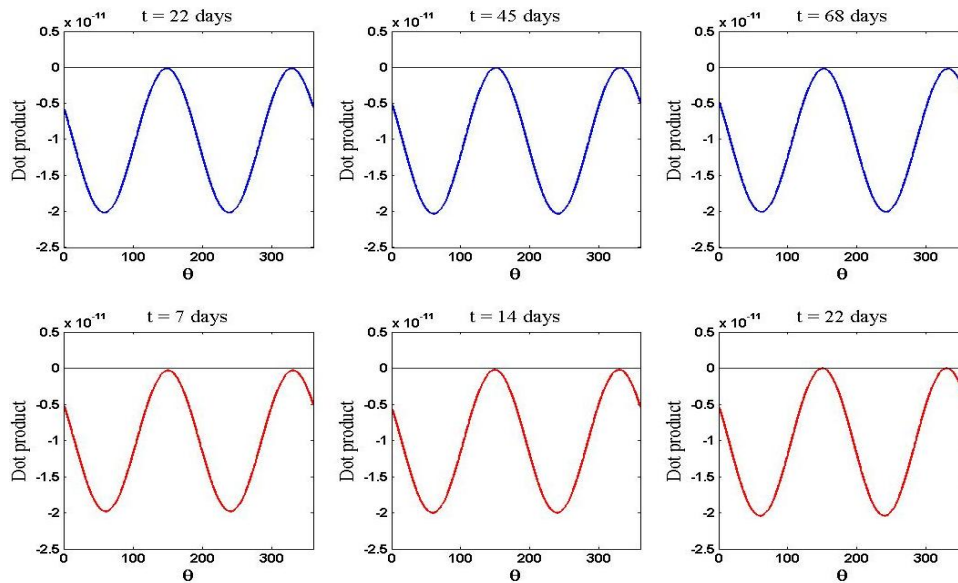 t = 22 days
x 10-11
0.5
0
-0.5
-1
-1.5
-2
-2.5
Dot product
0 100 200 300
Θ
t = 45 days
x 10-11
0.5
0
-0.5
-1
-1.5
-2
-2.5
Dot product
0 100 200 300
Θ
t = 68 days
x 10-11
0.5
0
-0.5
-1
-1.5
-2
-2.5
Dot product
0 100 200 300
Θ
t = 7 days
x 10-11
0.5
0
-0.5
-1
-1.5
-2
-2.5
Dot product
0 100 200 300
Θ
t = 14 days
x 10-11
0.5
0
-0.5
-1
-1.5
-2
-2.5
Dot product
0 100 200 300
Θ
t = 22 days
x 10-11
0.5
0
-0.5
-1
-1.5
-2
-2.5
Dot product
0 100 200 300
Θ